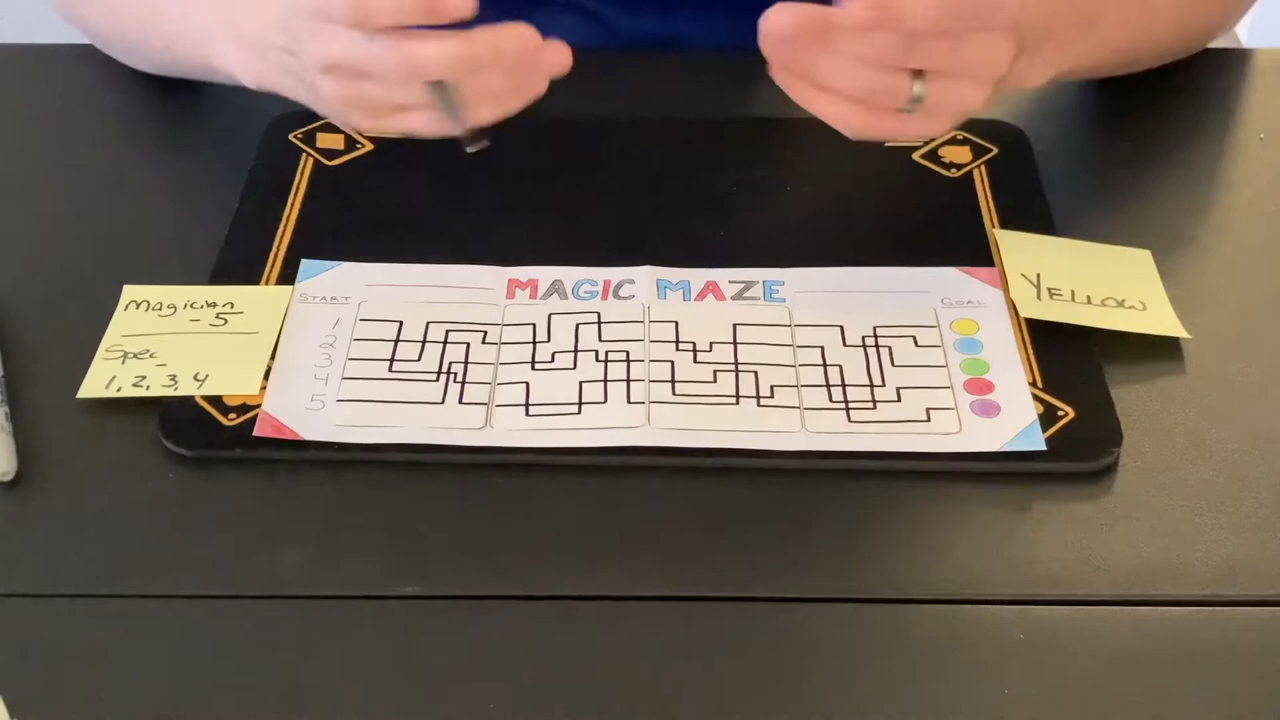 MAGIC MAZE
START
GOAL
1
2
3
4
5
Magician
-5
Spec
1, 2, 3, 4
YELLOW